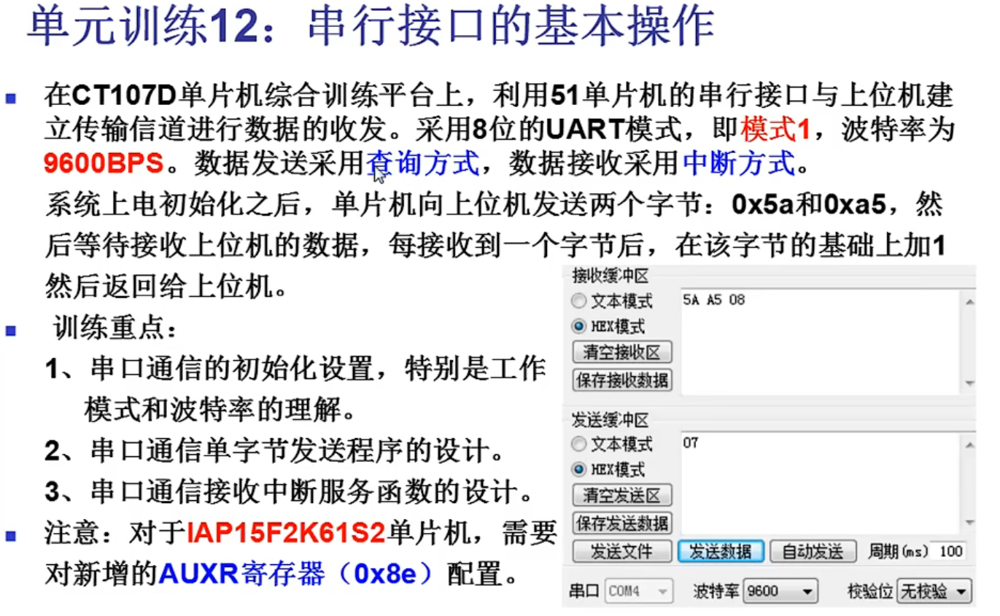 单元训练12：串行接口的基本操作
在CT107D单片机综合训练平台上，利用51单片机的串行接口与上位机建
立传输信道进行数据的收发。采用8位的UART模式，即模式1，波特率为
9600BPS。数据发送采用查询方式，数据接收采用中断方式。
系统上电初始化之后，单片机向上位机发送两个字节：0x5a和0xa5，然
后等待接收上位机的数据，每接收到一个字节后，在该字节的基础上加1
然后返回给上位机。
训练重点：
1、串口通信的初始化设置，特别是工作
模式和波特率的理解。
2、串口通信单字节发送程序的设计。
3、串口通信接收中断服务函数的设计。
注意：对于IAP15F2K61S2单片机，需要
对新增的AUXR寄存器（0x8e）配置。
接收缓冲区
文本模式
HEX模式
清空接收区
保存接收数据
5A A5 08
发送缓冲区
文本模式
HEX模式
清空发送区
保存发送数据
07
发送文件 发送数据 自动发送 周期(ms) 100
串口 COM4 波特率 9600 校验位 无校验